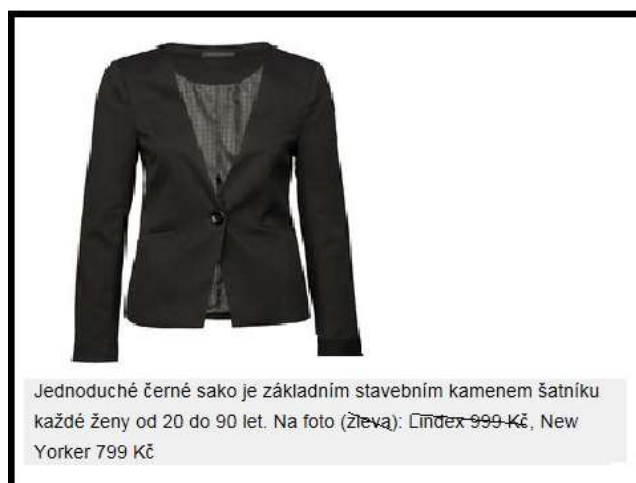 Jednoduché černé sako je základním stavebním kamenem šatníku
každé ženy od 20 do 90 let. Na foto (zleva): Lindex 999 Kč, New
Yorker 799 Kč